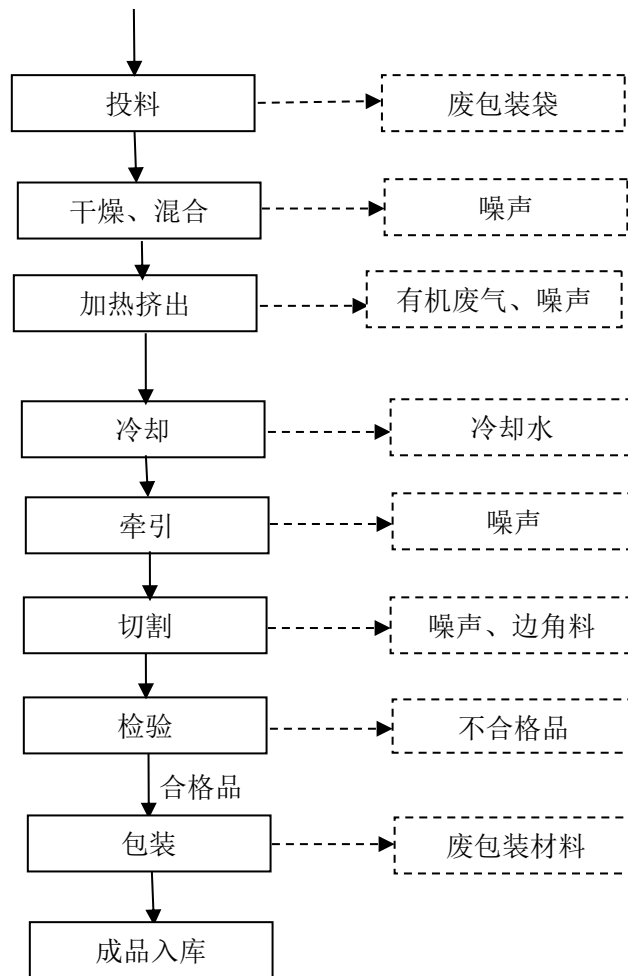 投料
废包装袋
干燥、混合
噪声
加热挤出
有机废气、噪声
冷却
冷却水
牵引
噪声
切割
噪声、边角料
检验
不合格品
合格品
包装
废包装材料
成品入库